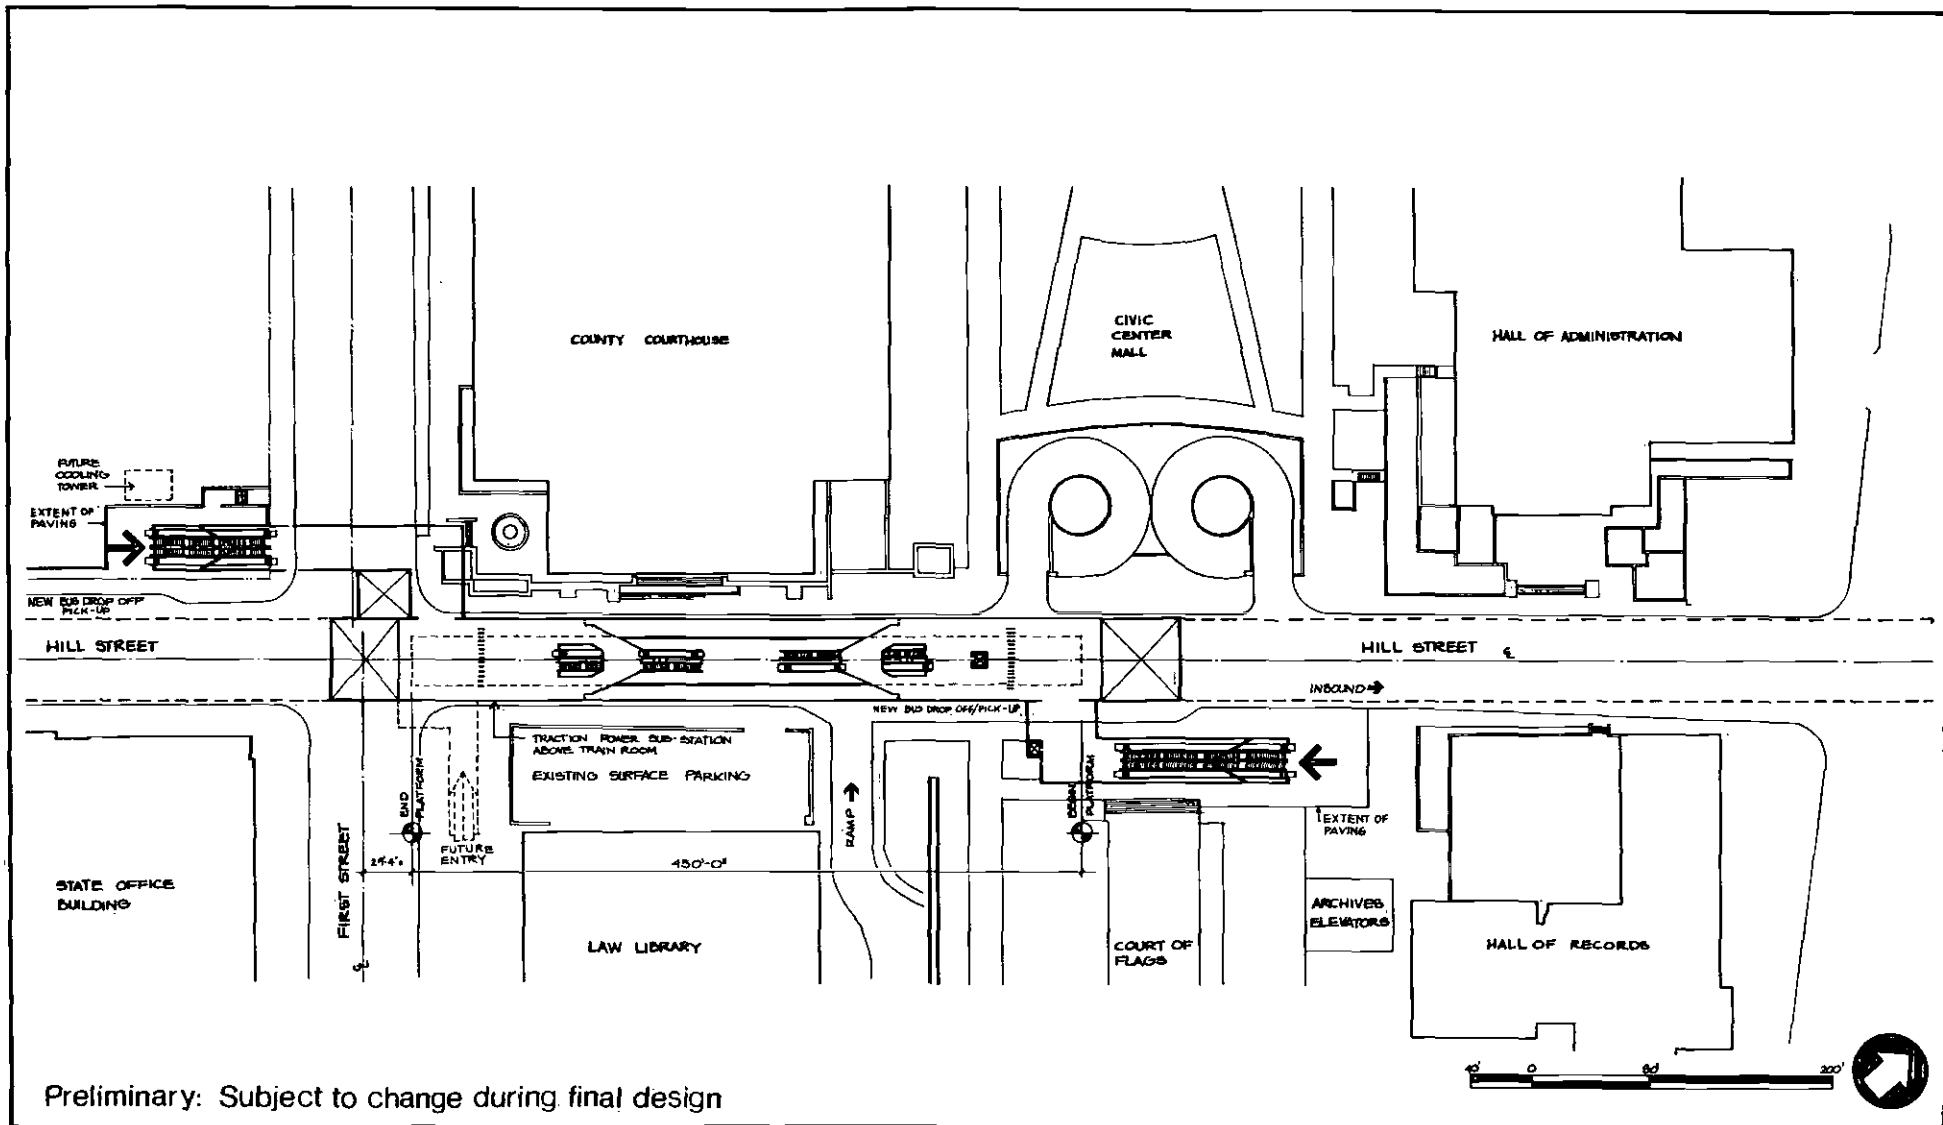 COUNTY COURTHOUSE
CIVIC
CENTER
MALL
HALL OF ADMINISTRATION
FUTURE
COOLING
TOWER
EXTENT OF
PAVING
NEW BUS DROP OFF
PICK-UP
HILL STREET
HILL STREET
INBOUND
NEW BUS DROP OFF/PICK-UP
TRACTION POWER SUB-STATION
ABOVE TRAIN ROOM
EXISTING SURFACE PARKING
END
PLATFORM
BEGIN
PLATFORM
RAMP
EXTENT OF
PAVING
FUTURE
ENTRY
FIRST STREET
450'-0"
STATE OFFICE
BUILDING
LAW LIBRARY
COURT OF
FLAGS
ARCHIVES
ELEVATORS
HALL OF RECORDS
40' 0 80' 200'
Preliminary: Subject to change during final design